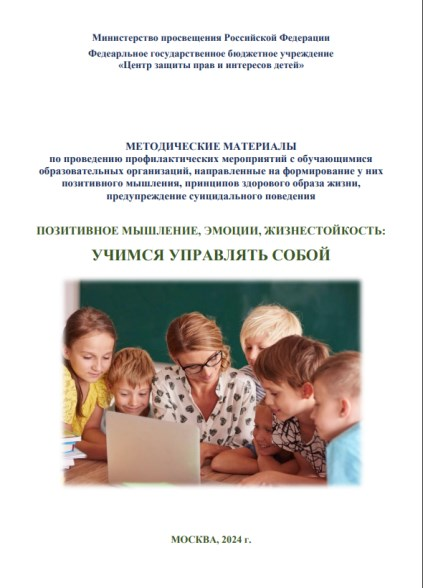 Министерство просвещения Российской Федерации
Федеарльное государственное бюджетное учреждение
«Центр защиты прав и интересов детей»
МЕТОДИЧЕСКИЕ МАТЕРИАЛЫ
по проведению профилактических мероприятий с обучающимися
образовательных организаций, направленные на формирование у них
позитивного мышления, принципов здорового образа жизни,
предупреждение суицидального поведения
ПОЗИТИВНОЕ МЫШЛЕНИЕ, ЭМОЦИИ, ЖИЗНЕСТОЙКОСТЬ:
УЧИМСЯ УПРАВЛЯТЬ СОБОЙ
МОСКВА, 2024 г.